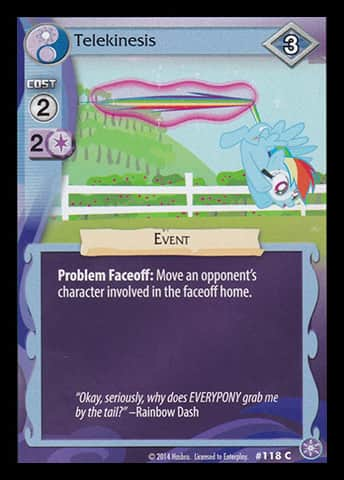 Telekinesis
3
COST
2
2
EVENT
Problem Faceoff: Move an opponent's
character involved in the faceoff home.
"Okay, seriously, why does EVERYPONY grab me
by the tail?" –Rainbow Dash
© 2014 Hasbro. Licensed to Enterplay. #118 C